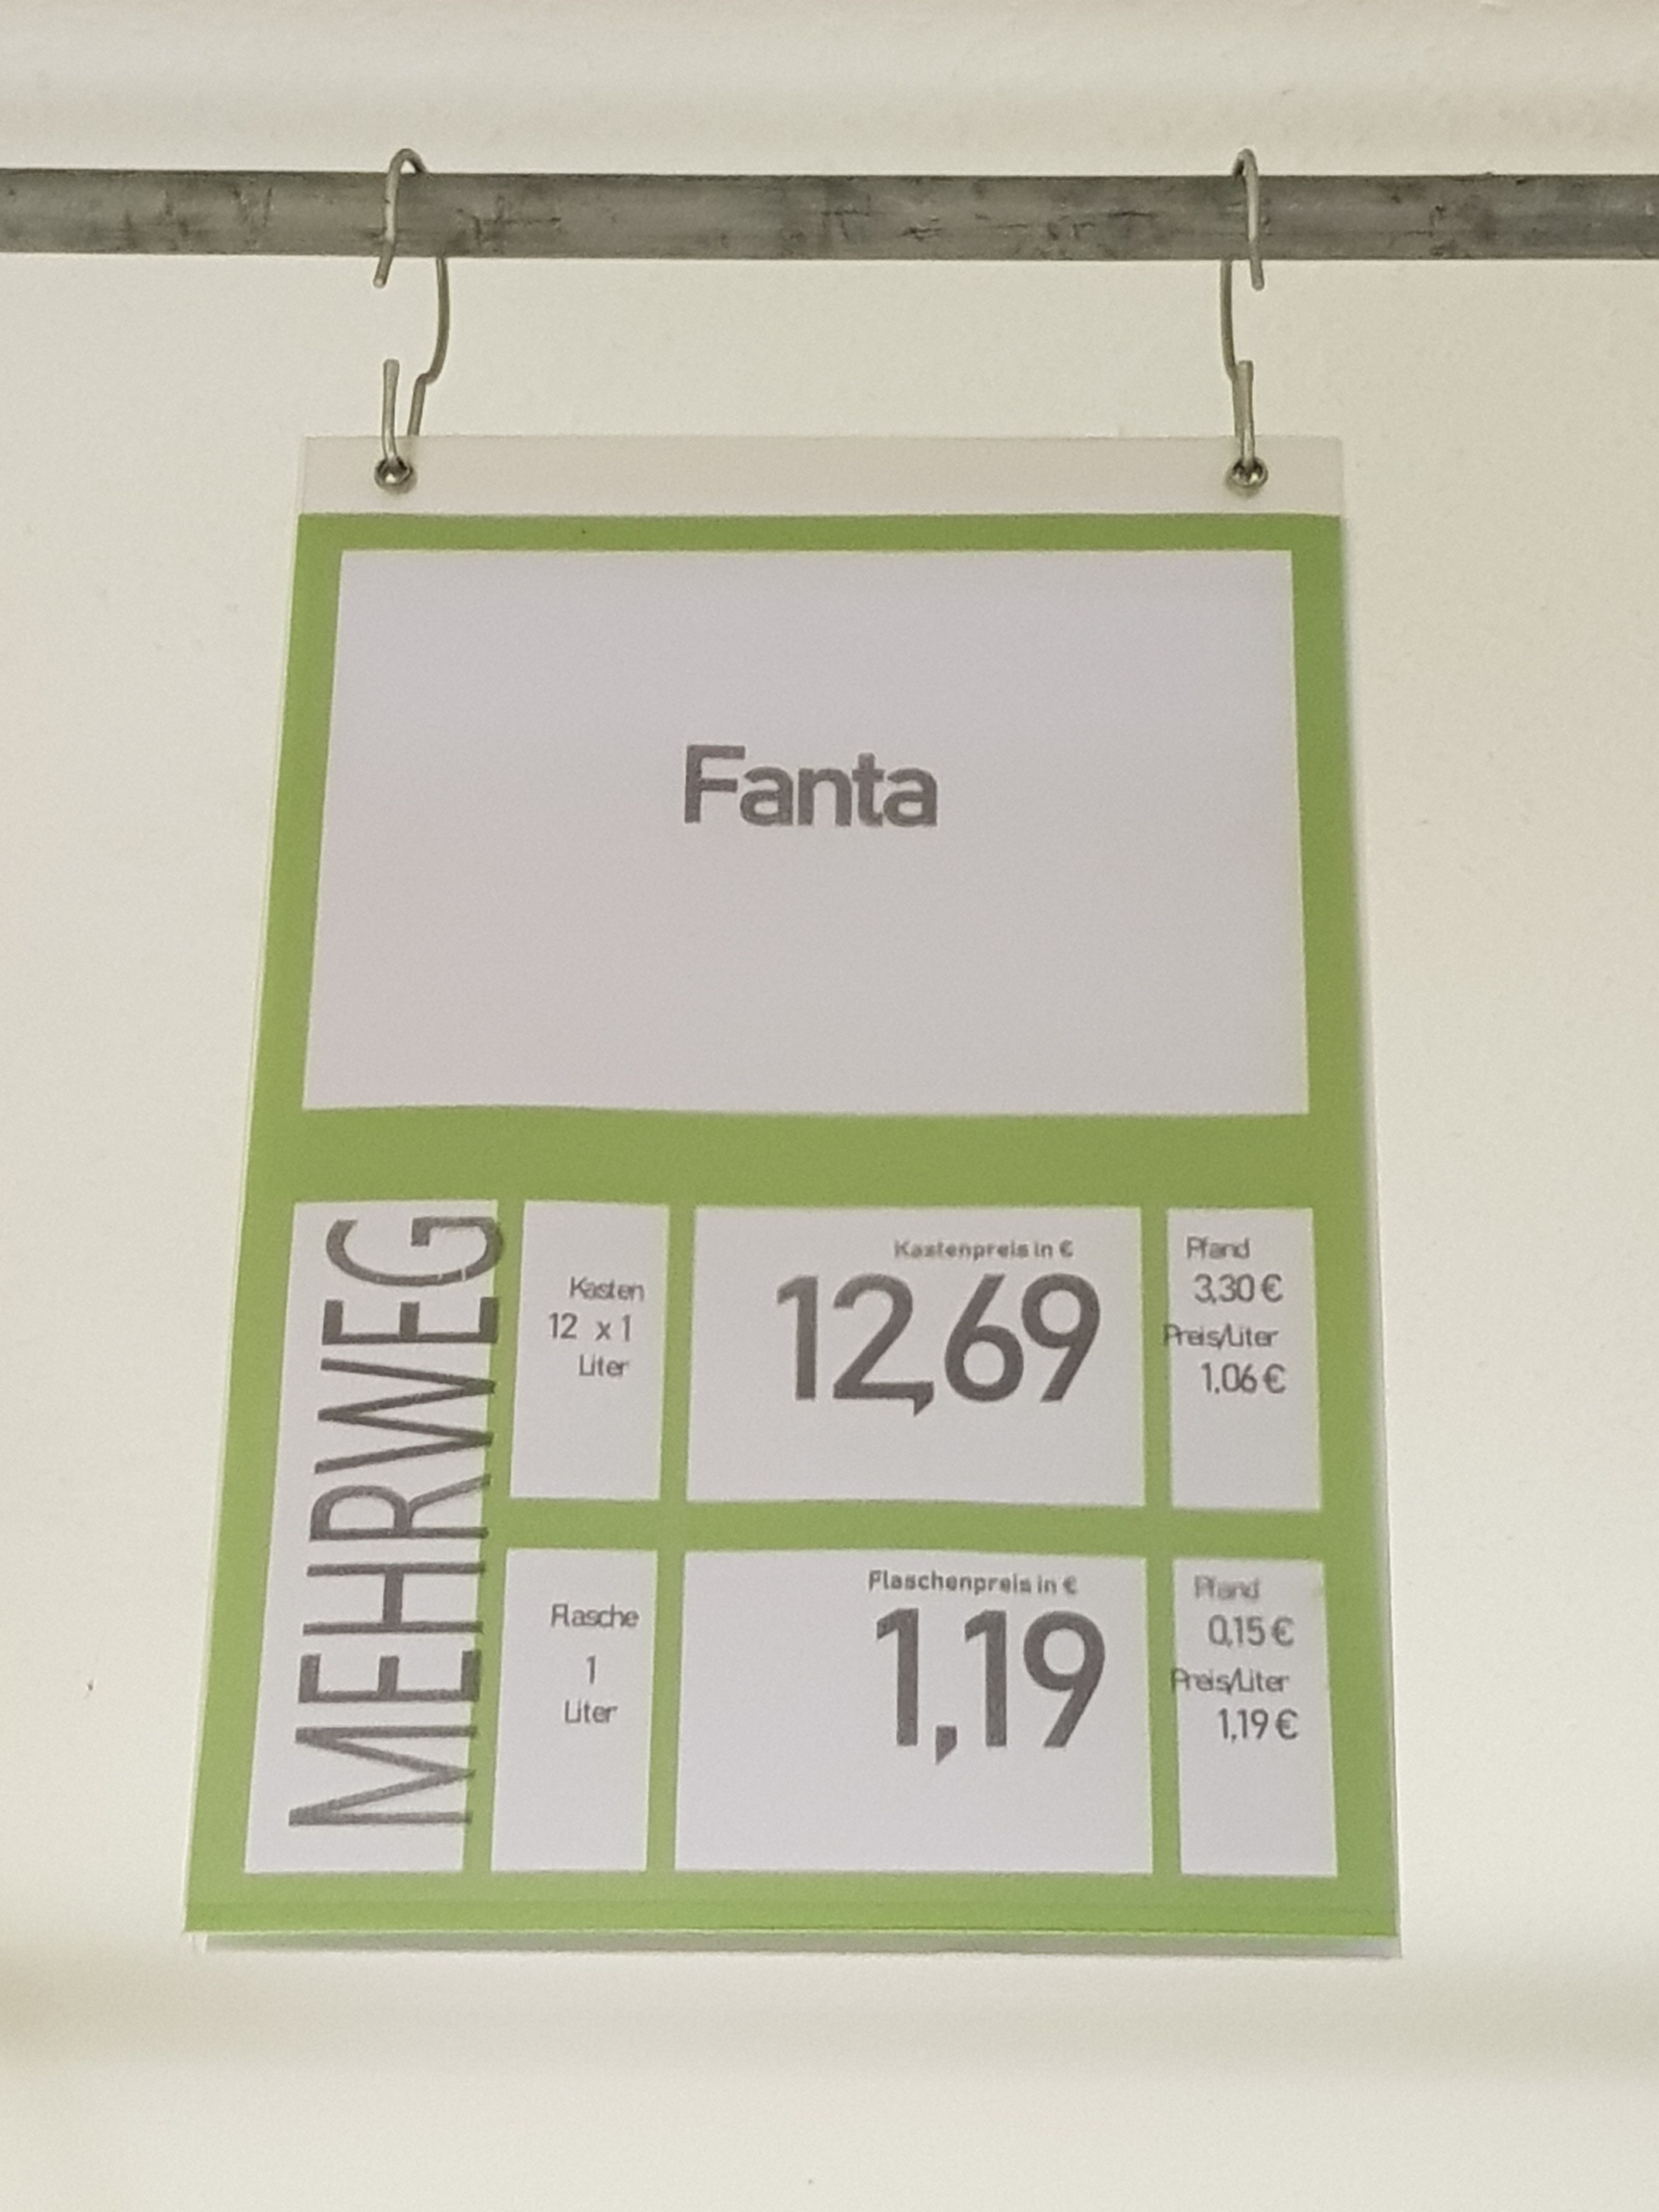 Fanta
MEHRWEG
Kasten
12 x 1
Liter
Kastenpreis in €
12,69
Pfand
3,30 €
Preis/Liter
1.06 €
Flasche
1
Liter
Flaschenpreis in €
1,19
Pfand
0,15 €
Preis/Liter
1,19 €